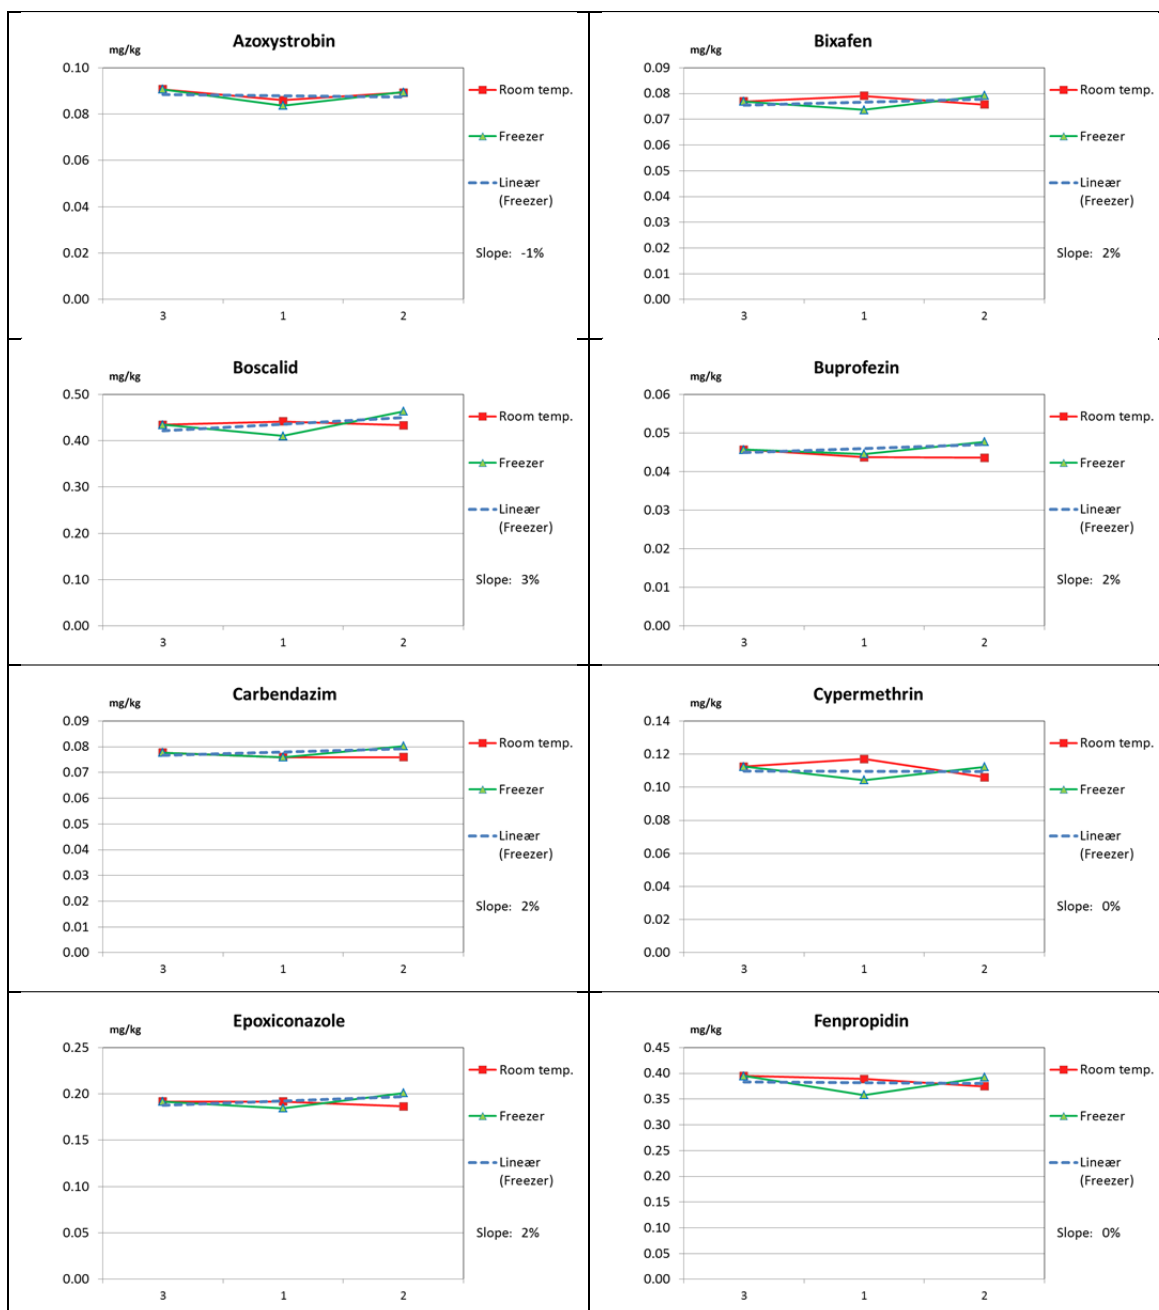 Azoxystrobin
mg/kg
0.10
0.08
0.06
0.04
0.02
0.00
3 1 2
Room temp.
Freezer
Lineær
(Freezer)
Slope: -1%
Bixafen
mg/kg
0.09
0.08
0.07
0.06
0.05
0.04
0.03
0.02
0.01
0.00
3 1 2
Room temp.
Freezer
Lineær
(Freezer)
Slope: 2%
Boscalid
mg/kg
0.50
0.40
0.30
0.20
0.10
0.00
3 1 2
Room temp.
Freezer
Lineær
(Freezer)
Slope: 3%
Buprofezin
mg/kg
0.06
0.05
0.04
0.03
0.02
0.01
0.00
3 1 2
Room temp.
Freezer
Lineær
(Freezer)
Slope: 2%
Carbendazim
mg/kg
0.09
0.08
0.07
0.06
0.05
0.04
0.03
0.02
0.01
0.00
3 1 2
Room temp.
Freezer
Lineær
(Freezer)
Slope: 2%
Cypermethrin
mg/kg
0.14
0.12
0.10
0.08
0.06
0.04
0.02
0.00
3 1 2
Room temp.
Freezer
Lineær
(Freezer)
Slope: 0%
Epoxiconazole
mg/kg
0.25
0.20
0.15
0.10
0.05
0.00
3 1 2
Room temp.
Freezer
Lineær
(Freezer)
Slope: 2%
Fenpropidin
mg/kg
0.45
0.40
0.35
0.30
0.25
0.20
0.15
0.10
0.05
0.00
3 1 2
Room temp.
Freezer
Lineær
(Freezer)
Slope: 0%